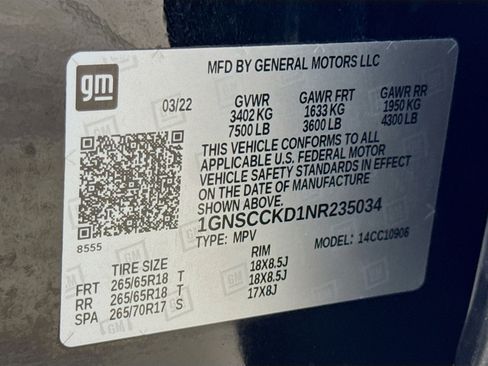 gm
MFD BY GENERAL MOTORS LLC
03/22 GVWR GAWR FRT GAWR RR
3402 KG 1633 KG 1950 KG
7500 LB 3600 LB 4300 LB
THIS VEHICLE CONFORMS TO ALL
APPLICABLE U.S. FEDERAL MOTOR
VEHICLE SAFETY STANDARDS IN EFFECT
ON THE DATE OF MANUFACTURE
SHOWN ABOVE.
1GNSCCKD1NR235034
8555
TYPE: MPV MODEL: 14CC10906
TIRE SIZE RIM
FRT 265/65R18 T 18X8.5J
RR 265/65R18 T 18X8.5J
SPA 265/70R17 S 17X8J